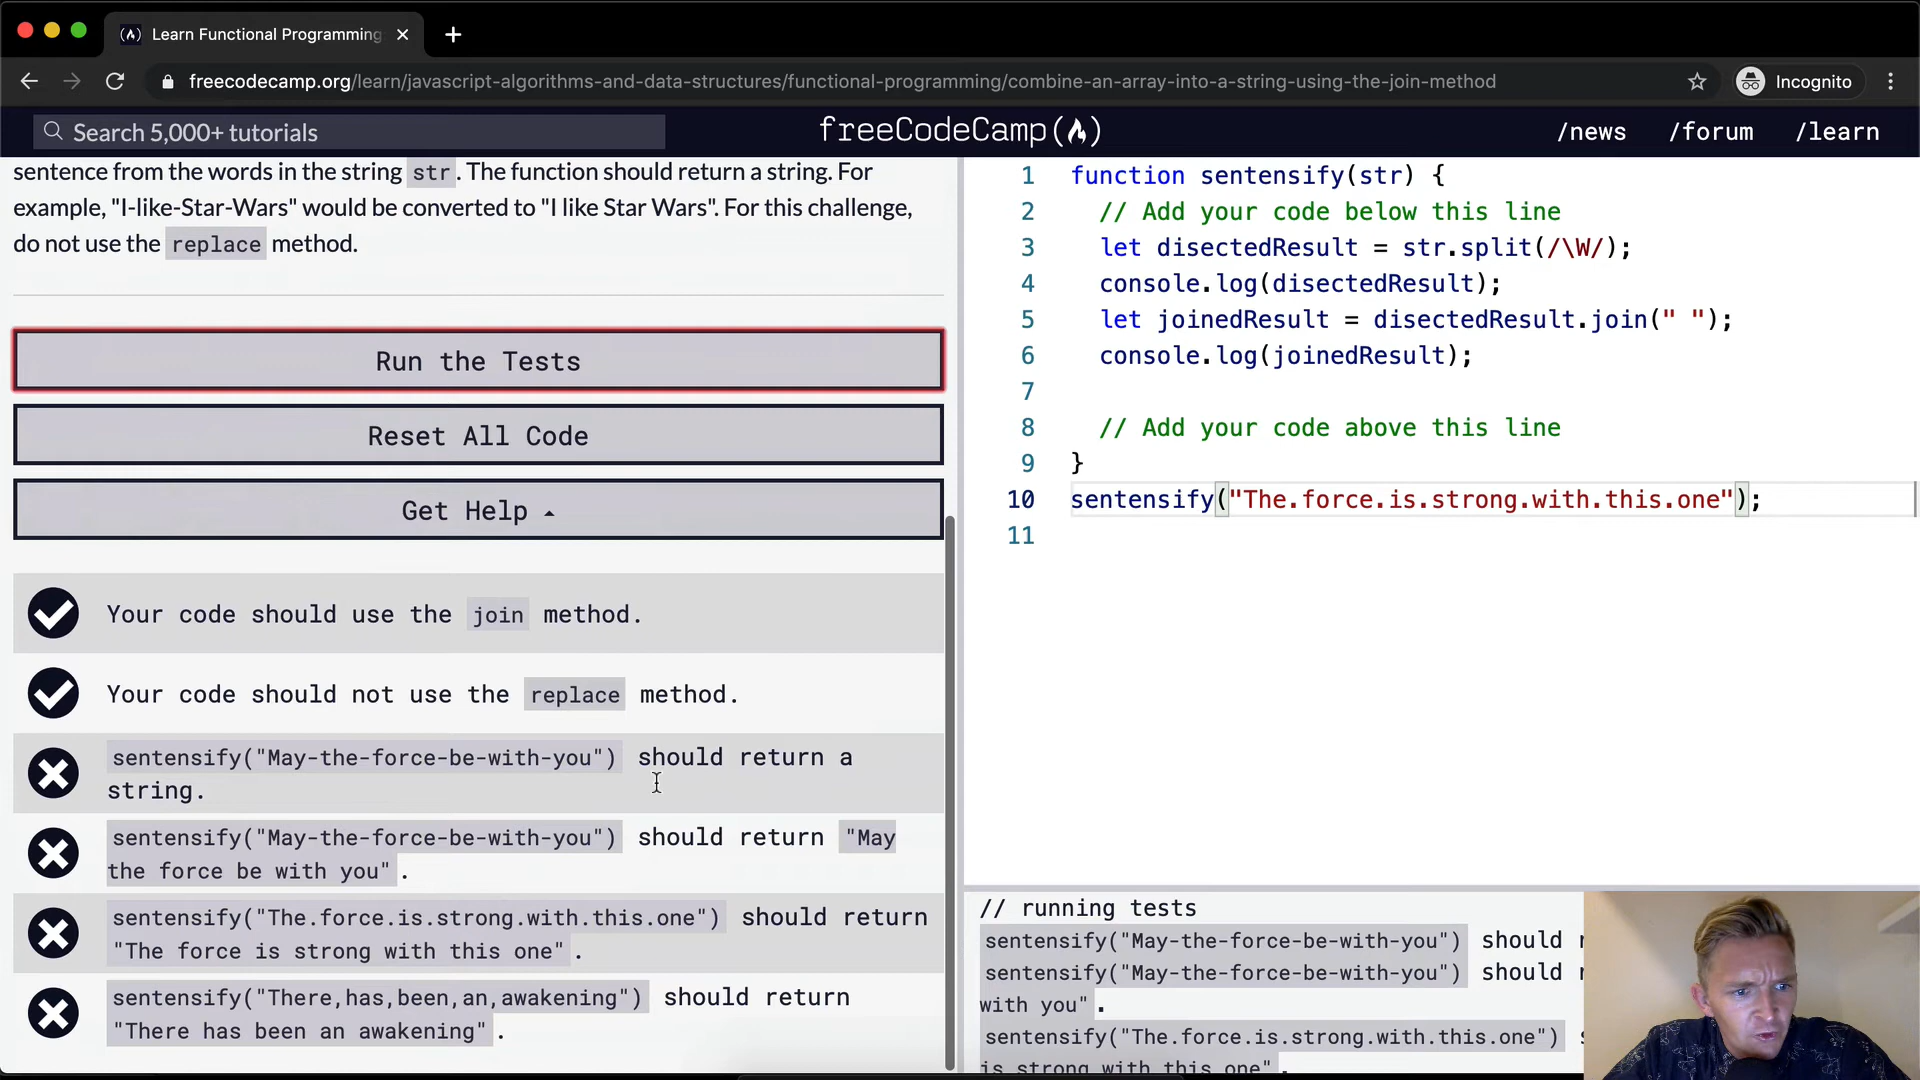 Learn Functional Programming
freecodecamp.org/learn/javascript-algorithms-and-data-structures/functional-programming/combine-an-array-into-a-string-using-the-join-method
Incognito
Search 5,000+ tutorials
freeCodeCamp
/news /forum /learn
sentence from the words in the string str. The function should return a string. For
example, "I-like-Star-Wars" would be converted to "I like Star Wars". For this challenge,
do not use the replace method.
Run the Tests
Reset All Code
Get Help
Your code should use the join method.
Your code should not use the replace method.
sentensify("May-the-force-be-with-you") should return a
string.
sentensify("May-the-force-be-with-you") should return "May
the force be with you".
sentensify("The.force.is.strong.with.this.one") should return
"The force is strong with this one".
sentensify("There,has,been,an,awakening") should return
"There has been an awakening".
1 function sentensify(str) {
2 // Add your code below this line
3 let disectedResult = str.split(/\W/);
4 console.log(disectedResult);
5 let joinedResult = disectedResult.join(" ");
6 console.log(joinedResult);
7
8 // Add your code above this line
9 }
10 sentensify("The.force.is.strong.with.this.one");
11
// running tests
sentensify("May-the-force-be-with-you") should
sentensify("May-the-force-be-with-you") should
with you".
sentensify("The.force.is.strong.with.this.one")
is strong with this one".